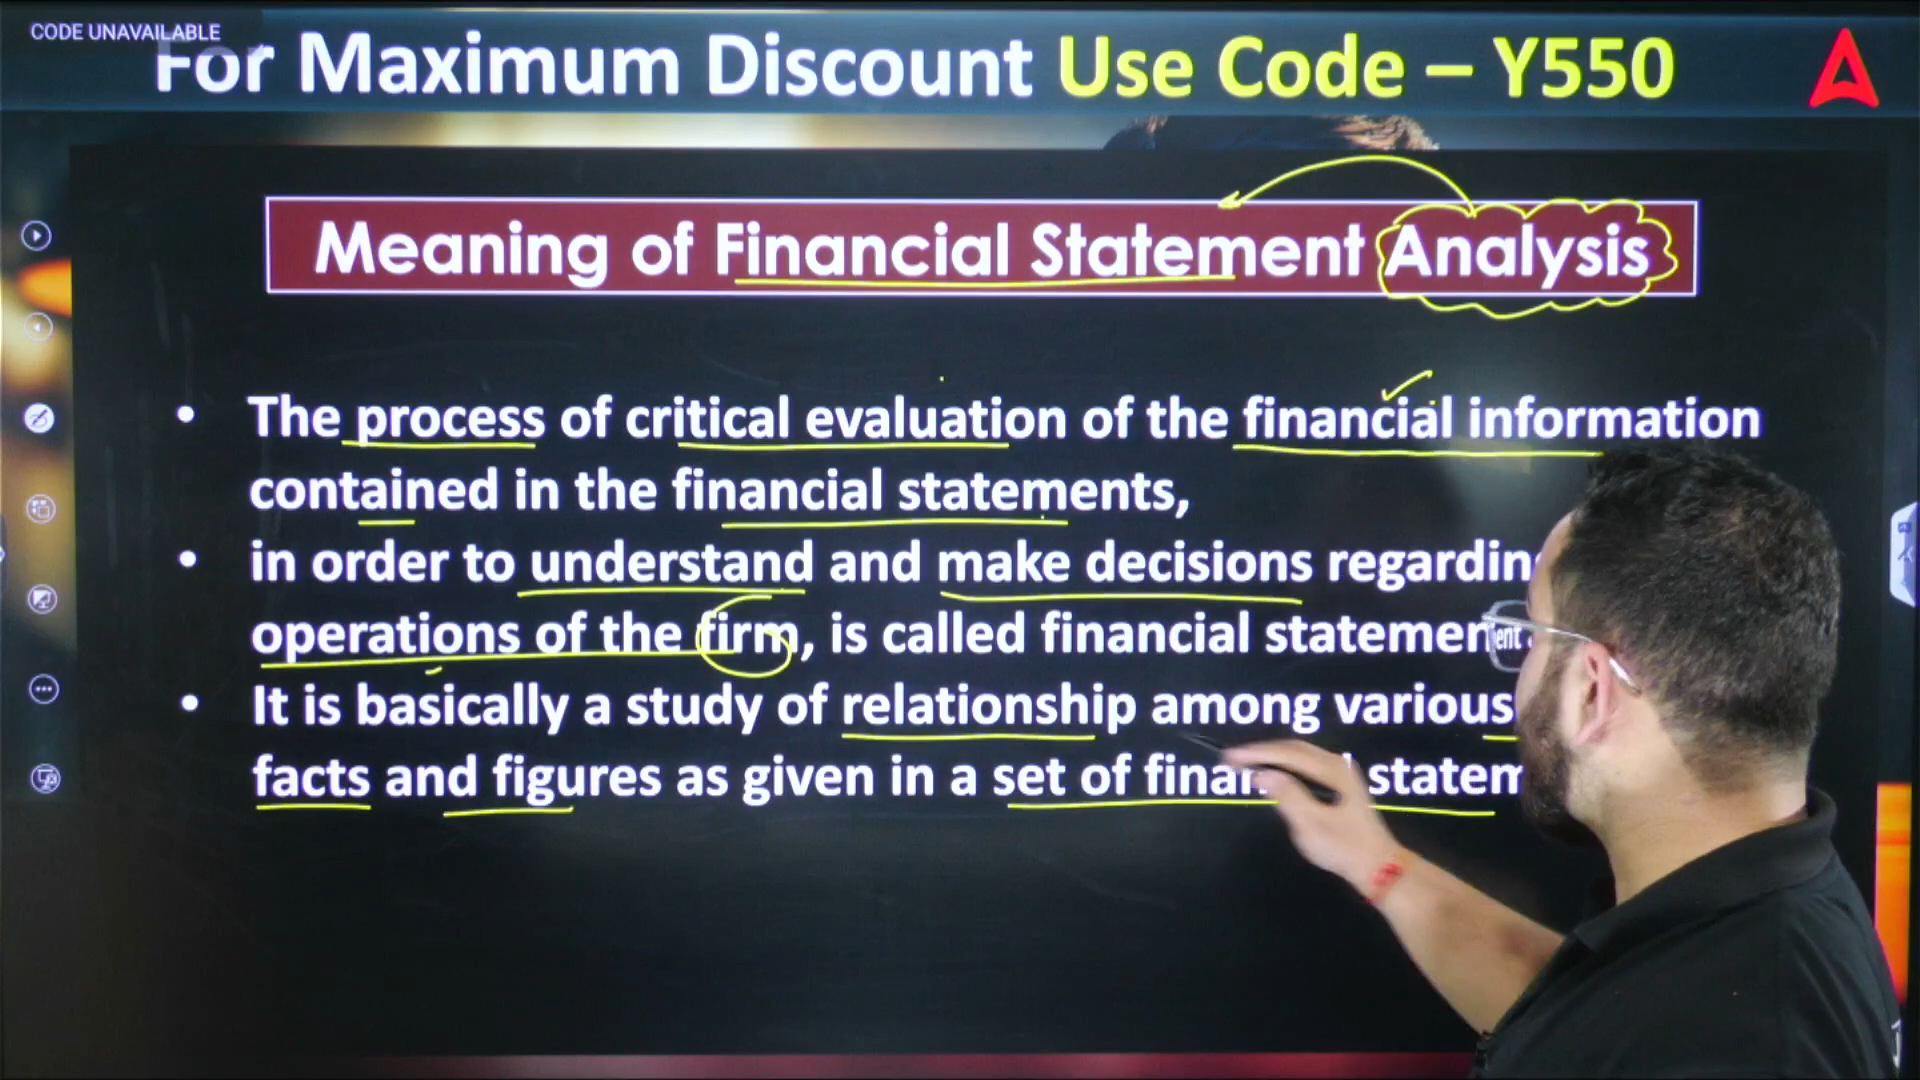 CODE UNAVAILABLE
For Maximum Discount Use Code – Y550
Meaning of Financial Statement Analysis
• The process of critical evaluation of the financial information
contained in the financial statements,
• in order to understand and make decisions regarding
operations of the firm, is called financial statement
• It is basically a study of relationship among various
facts and figures as given in a set of financial statem